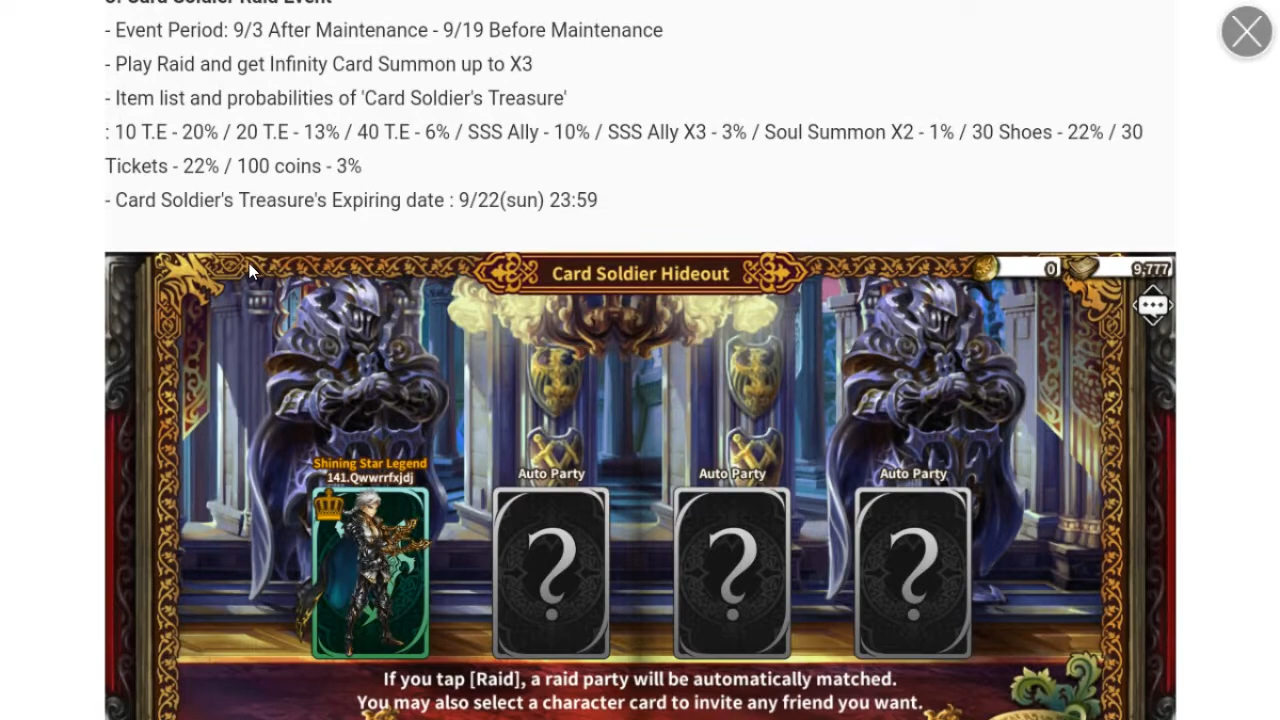 - Event Period: 9/3 After Maintenance - 9/19 Before Maintenance
- Play Raid and get Infinity Card Summon up to X3
- Item list and probabilities of 'Card Soldier's Treasure'
: 10 T.E - 20% / 20 T.E - 13% / 40 T.E - 6% / SSS Ally - 10% / SSS Ally X3 - 3% / Soul Summon X2 - 1% / 30 Shoes - 22% / 30
Tickets - 22% / 100 coins - 3%
- Card Soldier's Treasure's Expiring date : 9/22(sun) 23:59
Card Soldier Hideout
0
9,777
Shining Star Legend
141.Qwwrrfxjdj
Auto Party
Auto Party
Auto Party
If you tap [Raid], a raid party will be automatically matched.
You may also select a character card to invite any friend you want.